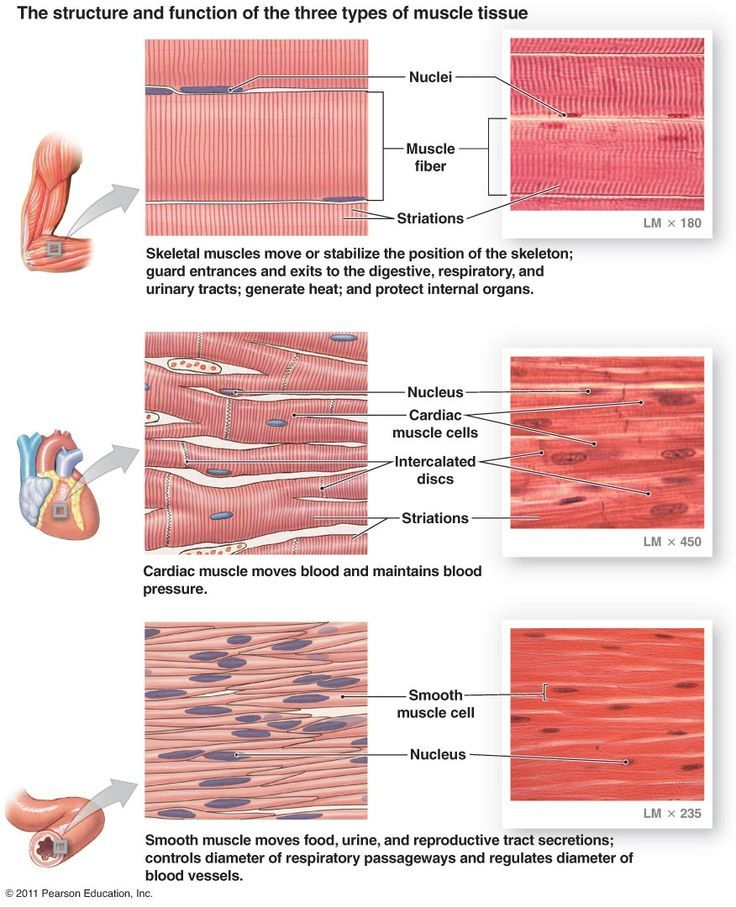 The structure and function of the three types of muscle tissue
Nuclei
Muscle
fiber
Striations
LM × 180
Skeletal muscles move or stabilize the position of the skeleton;
guard entrances and exits to the digestive, respiratory, and
urinary tracts; generate heat; and protect internal organs.
Nucleus
Cardiac
muscle cells
Intercalated
discs
Striations
LM × 450
Cardiac muscle moves blood and maintains blood
pressure.
Smooth
muscle cell
Nucleus
LM × 235
Smooth muscle moves food, urine, and reproductive tract secretions;
controls diameter of respiratory passageways and regulates diameter of
blood vessels.
© 2011 Pearson Education, Inc.